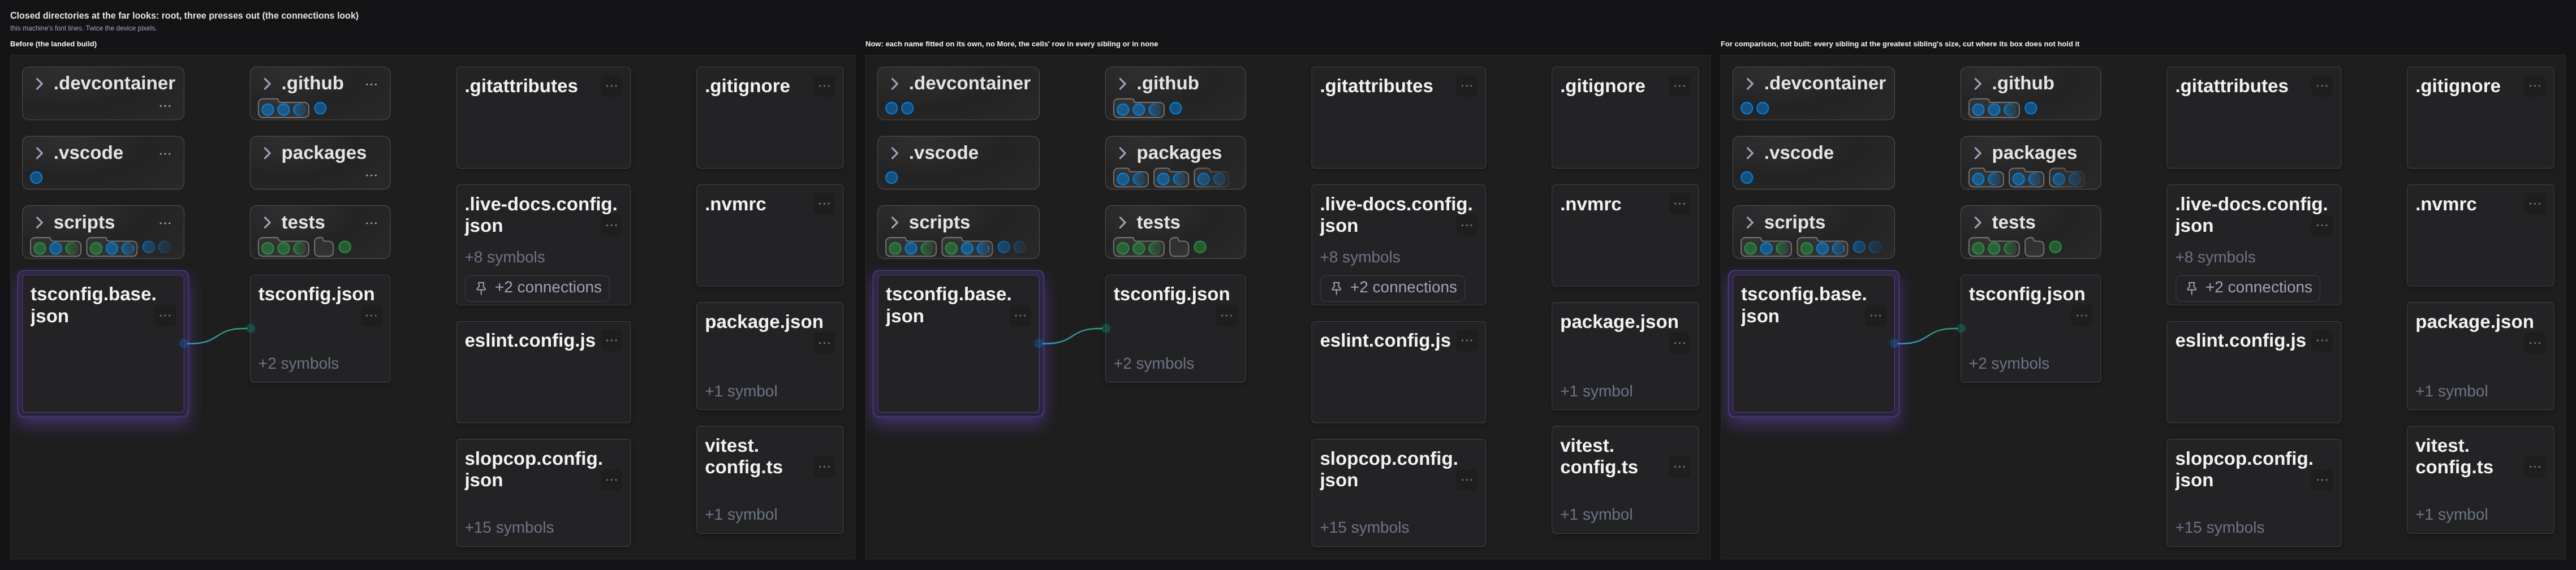 Closed directories at the far looks: root, three presses out (the connections look)
this machine's font lines. Twice the device pixels.
Before (the landed build)
.devcontainer
...
.github
...
.gitattributes
...
.gitignore
...
.vscode
...
packages
...
.live-docs.config.
json
...
+8 symbols
+2 connections
.nvmrc
...
scripts
...
tests
...
tsconfig.base.
json
...
tsconfig.json
...
+2 symbols
eslint.config.js
...
package.json
...
+1 symbol
slopcop.config.
json
...
+15 symbols
vitest.
config.ts
...
+1 symbol
Now: each name fitted on its own, no More, the cells' row in every sibling or in none
.devcontainer
.github
.gitattributes
...
.gitignore
...
.vscode
packages
.live-docs.config.
json
...
+8 symbols
+2 connections
.nvmrc
...
scripts
tests
tsconfig.base.
json
...
tsconfig.json
...
+2 symbols
eslint.config.js
...
package.json
...
+1 symbol
slopcop.config.
json
...
+15 symbols
vitest.
config.ts
...
+1 symbol
For comparison, not built: every sibling at the greatest sibling's size, cut where its box does not hold it
.devcontainer
.github
.gitattributes
...
.gitignore
...
.vscode
packages
.live-docs.config.
json
...
+8 symbols
+2 connections
.nvmrc
...
scripts
tests
tsconfig.base.
json
...
tsconfig.json
...
+2 symbols
eslint.config.js
...
package.json
...
+1 symbol
slopcop.config.
json
...
+15 symbols
vitest.
config.ts
...
+1 symbol